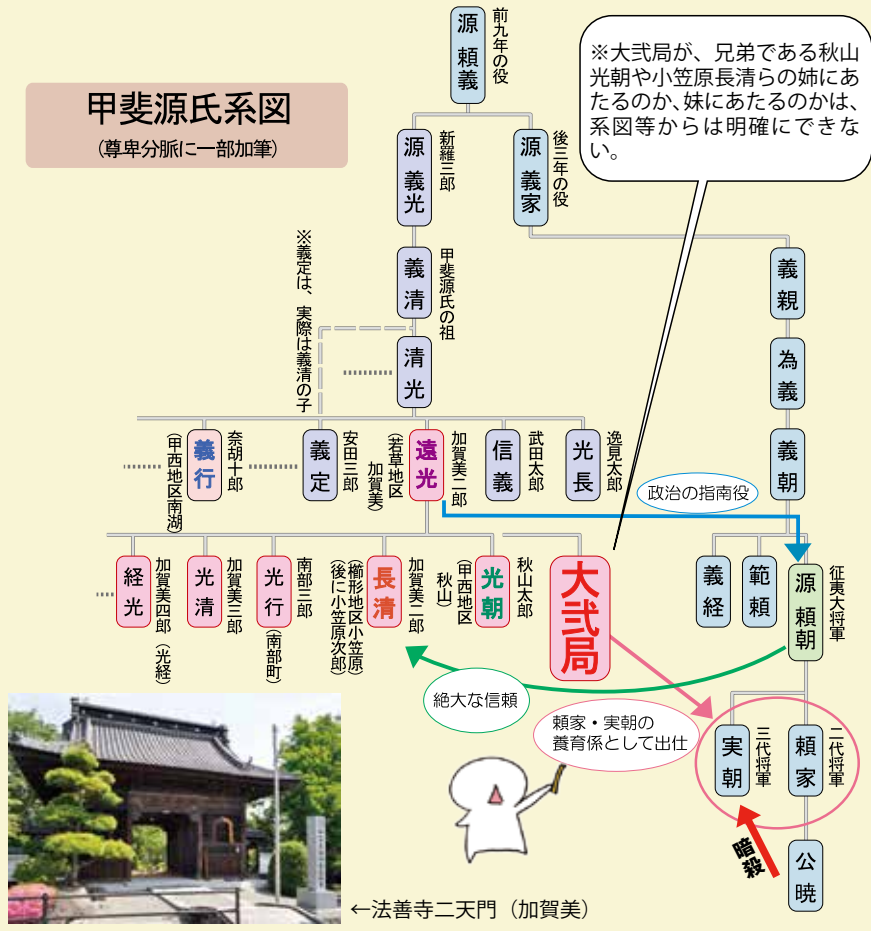 甲斐源氏系図
(尊卑分脈に一部加筆)
前九年の役
源 頼義
※大弐局が、兄弟である秋山
光朝や小笠原長清らの姉にあ
たるのか、妹にあたるのかは、
系図等からは明確にできな
い。
後三年の役
源 義家
新羅三郎
源 義光
甲斐源氏の祖
義清
※義定は、実際は義清の子
清光
義親
為義
義朝
逸見太郎
光長
武田太郎
信義
加賀美二郎
遠光
(若草地区
加賀美)
安田三郎
義定
奈胡十郎
義行
(甲西地区南湖)
政治の指南役
征夷大将軍
源 頼朝
範頼
義経
大弐局
秋山太郎
光朝
(甲西地区
秋山)
加賀美二郎
長清
(櫛形地区小笠原)
(後に小笠原次郎)
南部三郎
光行
(南部町)
加賀美三郎
光清
加賀美四郎(光経)
経光
絶大な信頼
頼家・実朝の
養育係として出仕
二代将軍
頼家
三代将軍
実朝
暗殺
公暁
←法善寺二天門(加賀美)